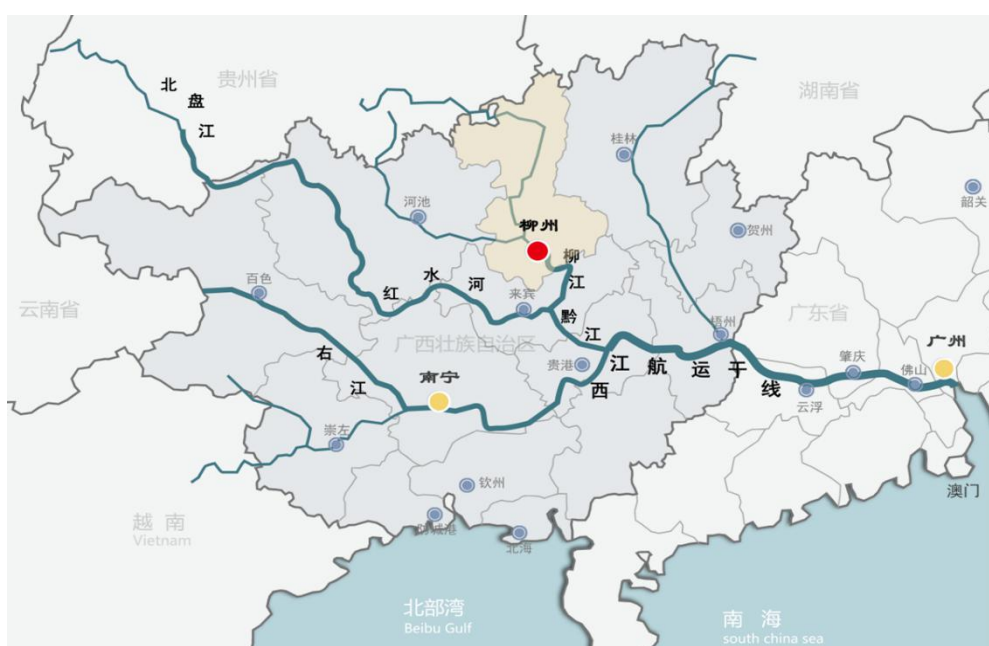 北盘江
贵州省
湖南省
桂林
韶关
河池
柳州
贺州
柳江
百色
红水河
来宾
云南省
黔江
梧州
广东省
广州
广西壮族自治区
右江
贵港
西江航运干线
肇庆
佛山
云浮
南宁
崇左
钦州
澳门
越南
Vietnam
防城港
北海
北部湾
Beibu Gulf
南海
south china sea